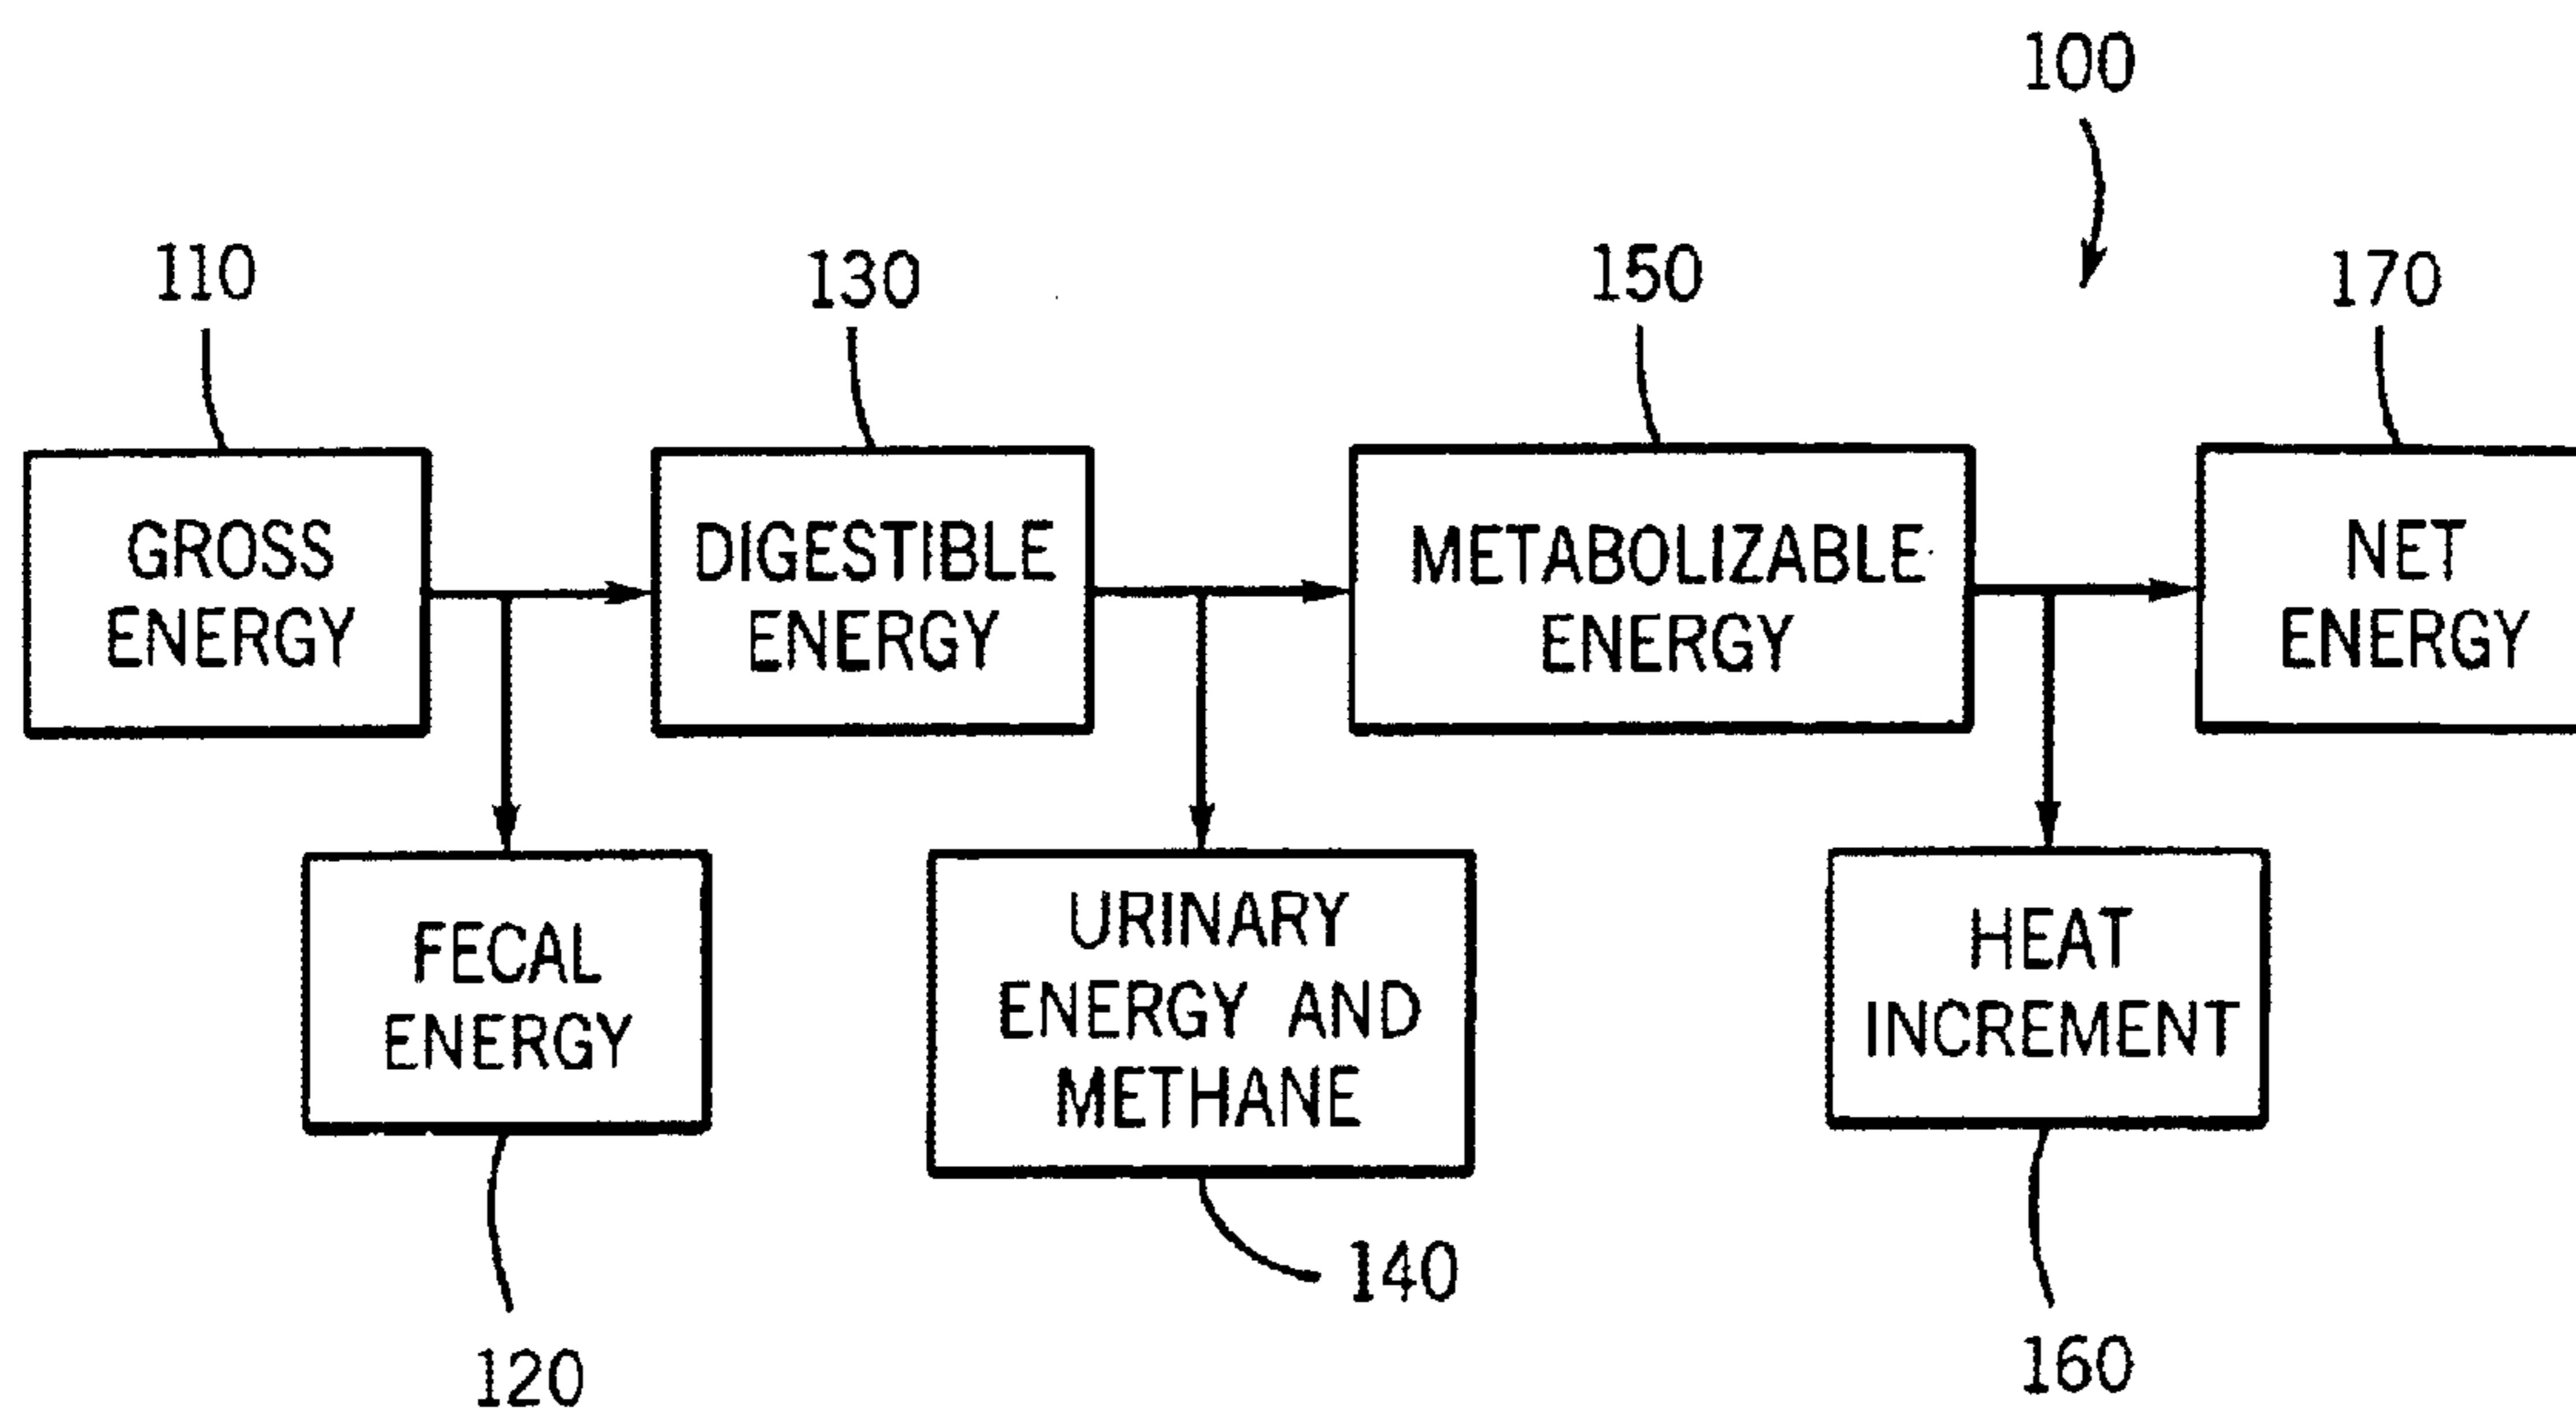 100
110
130
150
170
GROSS
ENERGY
DIGESTIBLE
ENERGY
METABOLIZABLE
ENERGY
NET
ENERGY
FECAL
ENERGY
URINARY
ENERGY AND
METHANE
HEAT
INCREMENT
120
140
160